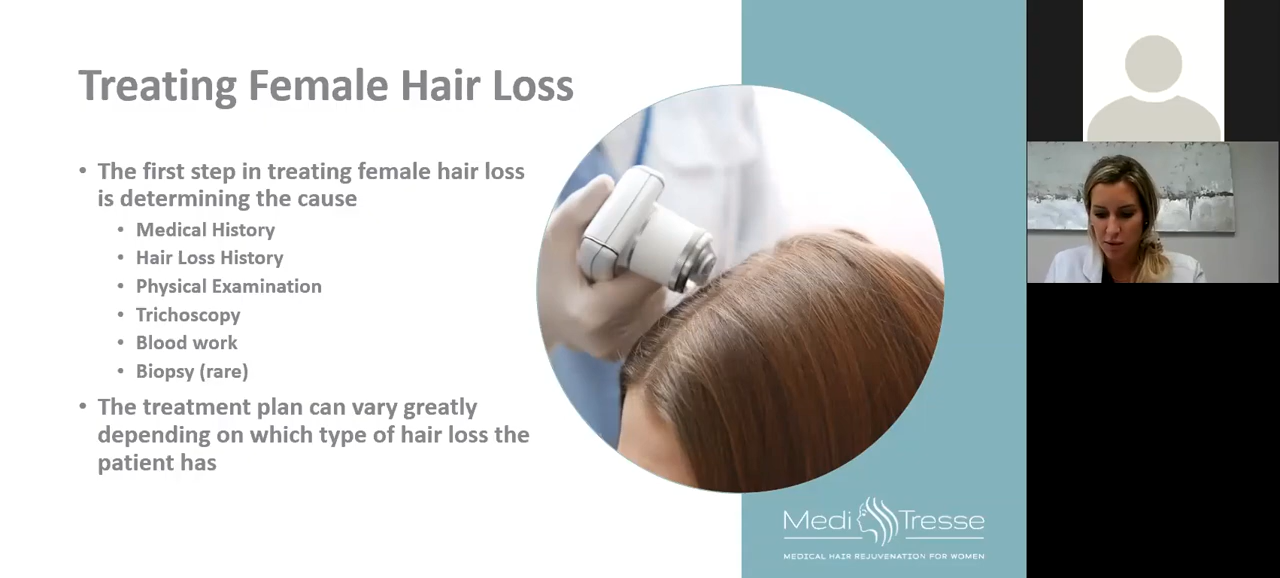 Treating Female Hair Loss
• The first step in treating female hair loss
is determining the cause
• Medical History
• Hair Loss History
• Physical Examination
• Trichoscopy
• Blood work
• Biopsy (rare)
• The treatment plan can vary greatly
depending on which type of hair loss the
patient has
Medi Tresse
MEDICAL HAIR REJUVENATION FOR WOMEN